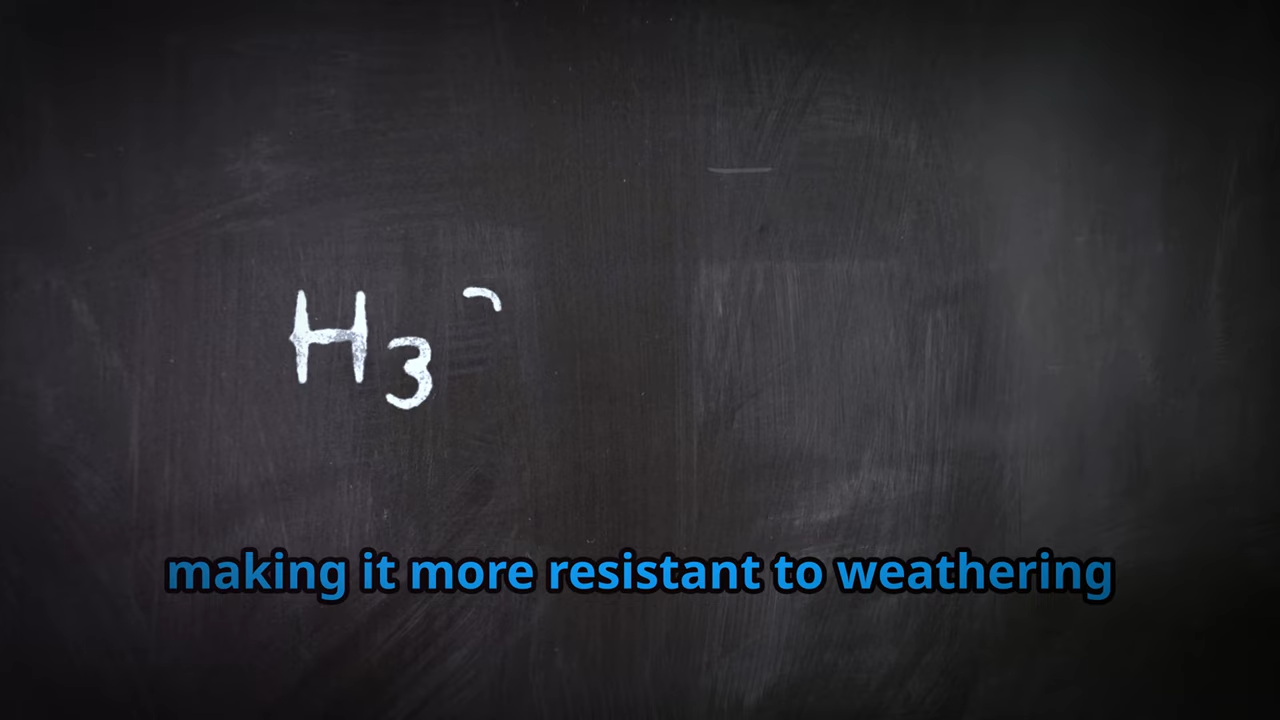 H₃
making it more resistant to weathering